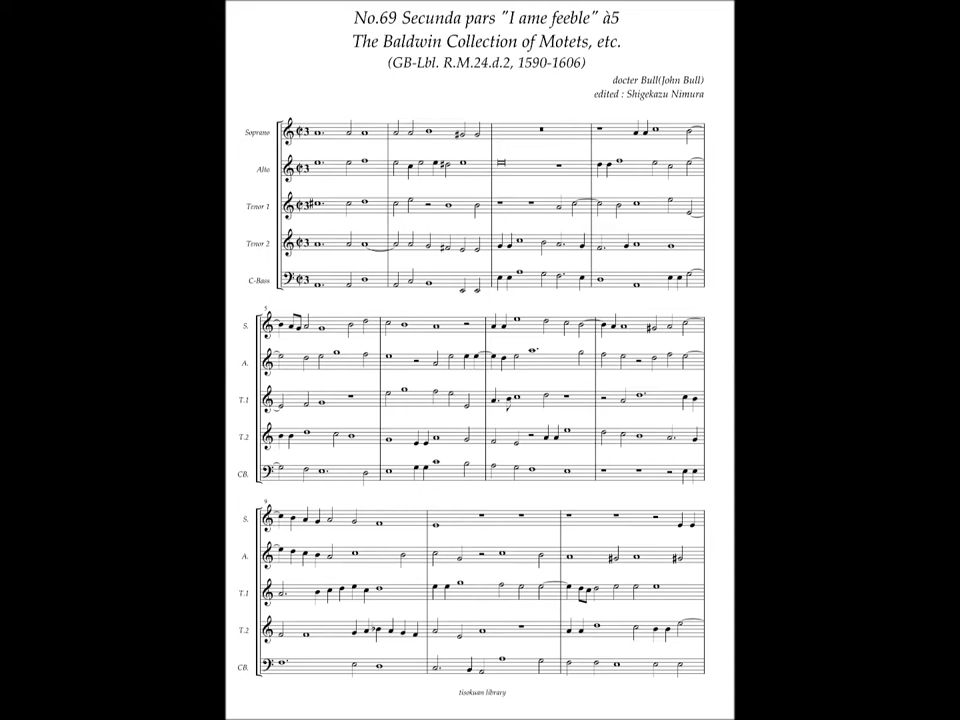 No.69 Secunda pars "I ame feeble" à5
The Baldwin Collection of Motets, etc.
(GB-Lbl. R.M.24.d.2, 1590-1606)
docter Bull(John Bull)
edited : Shigekazu Nimura
Soprano
Alto
Tenor 1
Tenor 2
C-Bass
5
S.
A.
T.1
T.2
CB.
9
S.
A.
T.1
T.2
CB.
tisokuan library